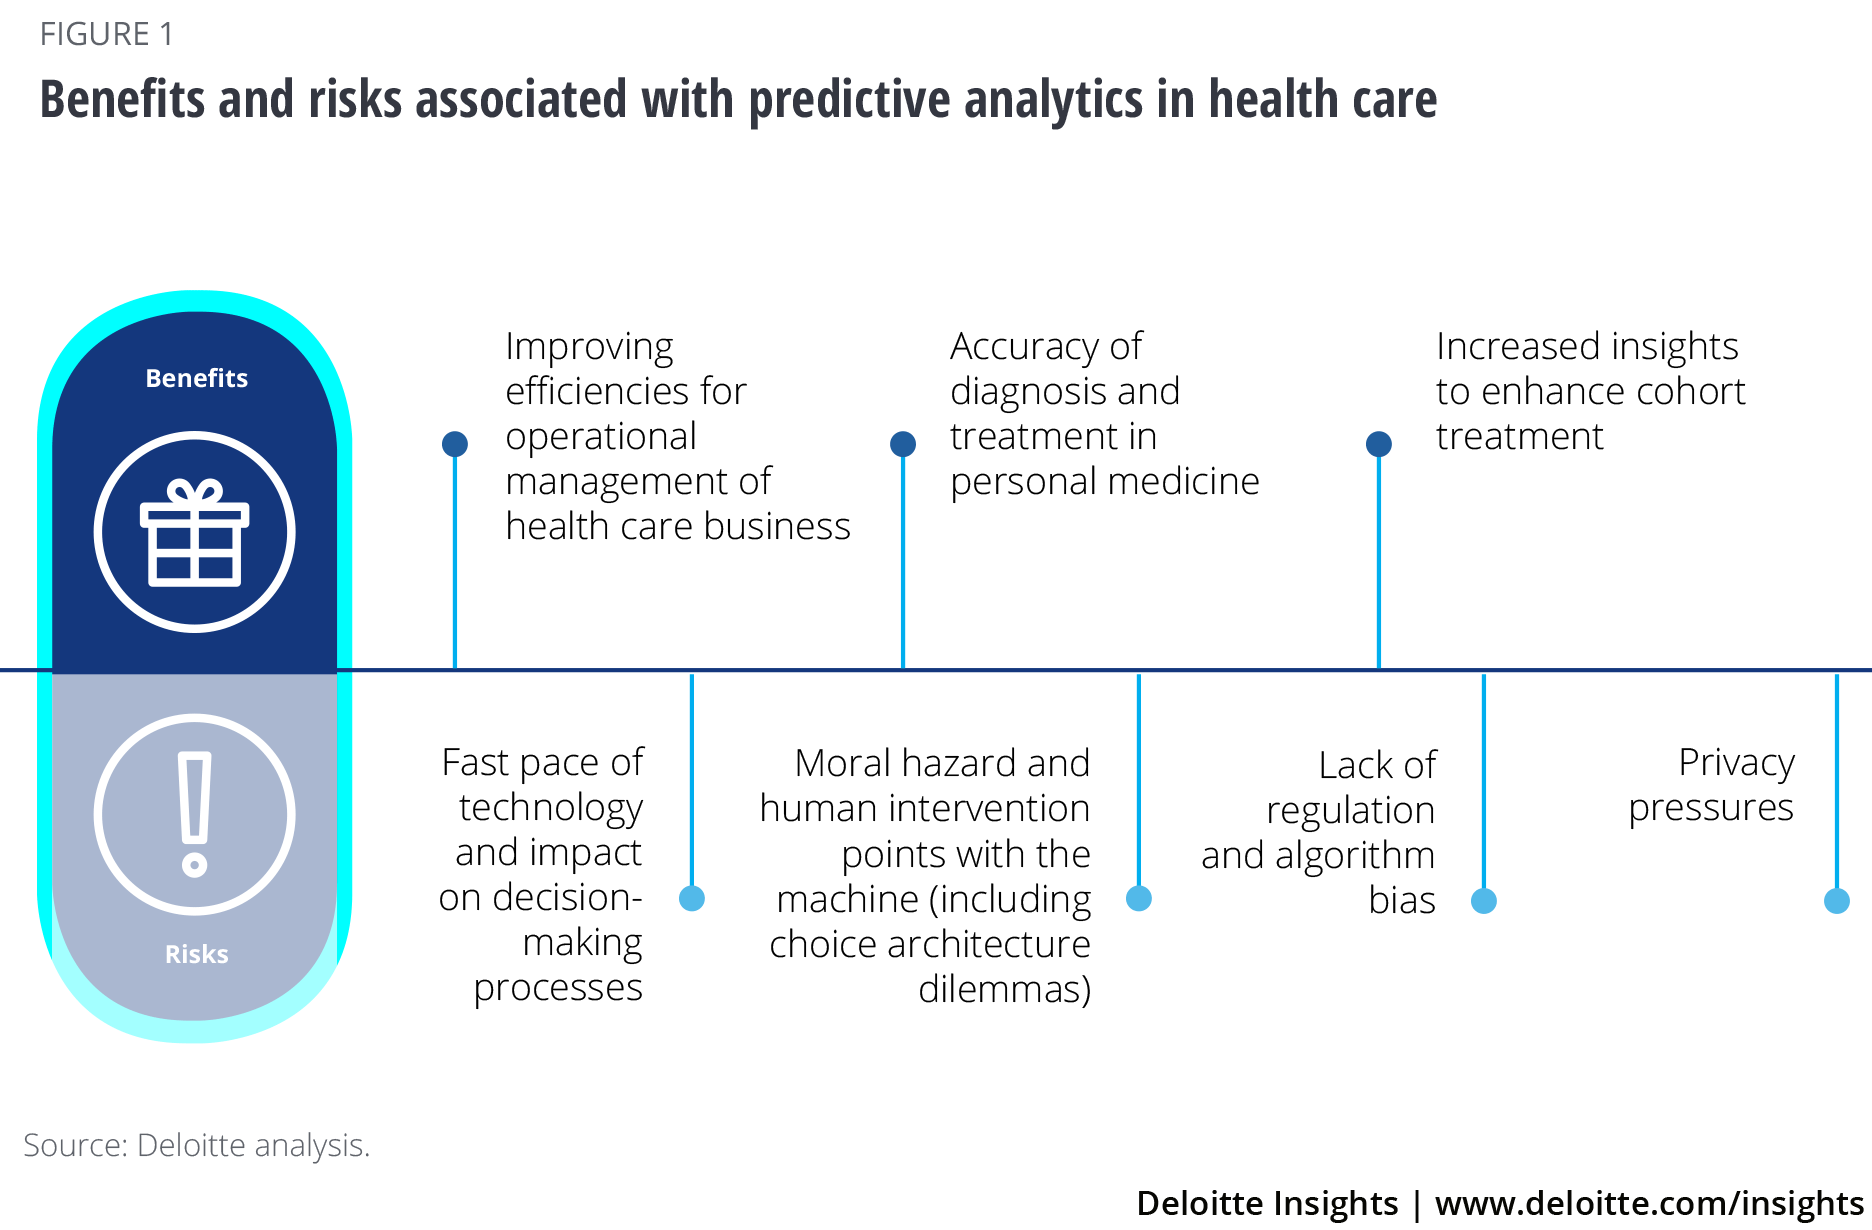 FIGURE 1
Benefits and risks associated with predictive analytics in health care
Benefits
Improving
efficiencies for
operational
management of
health care business
Accuracy of
diagnosis and
treatment in
personal medicine
Increased insights
to enhance cohort
treatment
Fast pace of
technology
and impact
on decision-
making
processes
Moral hazard and
human intervention
points with the
machine (including
choice architecture
dilemmas)
Lack of
regulation
and algorithm
bias
Privacy
pressures
Risks
Source: Deloitte analysis.
Deloitte Insights | www.deloitte.com/insights